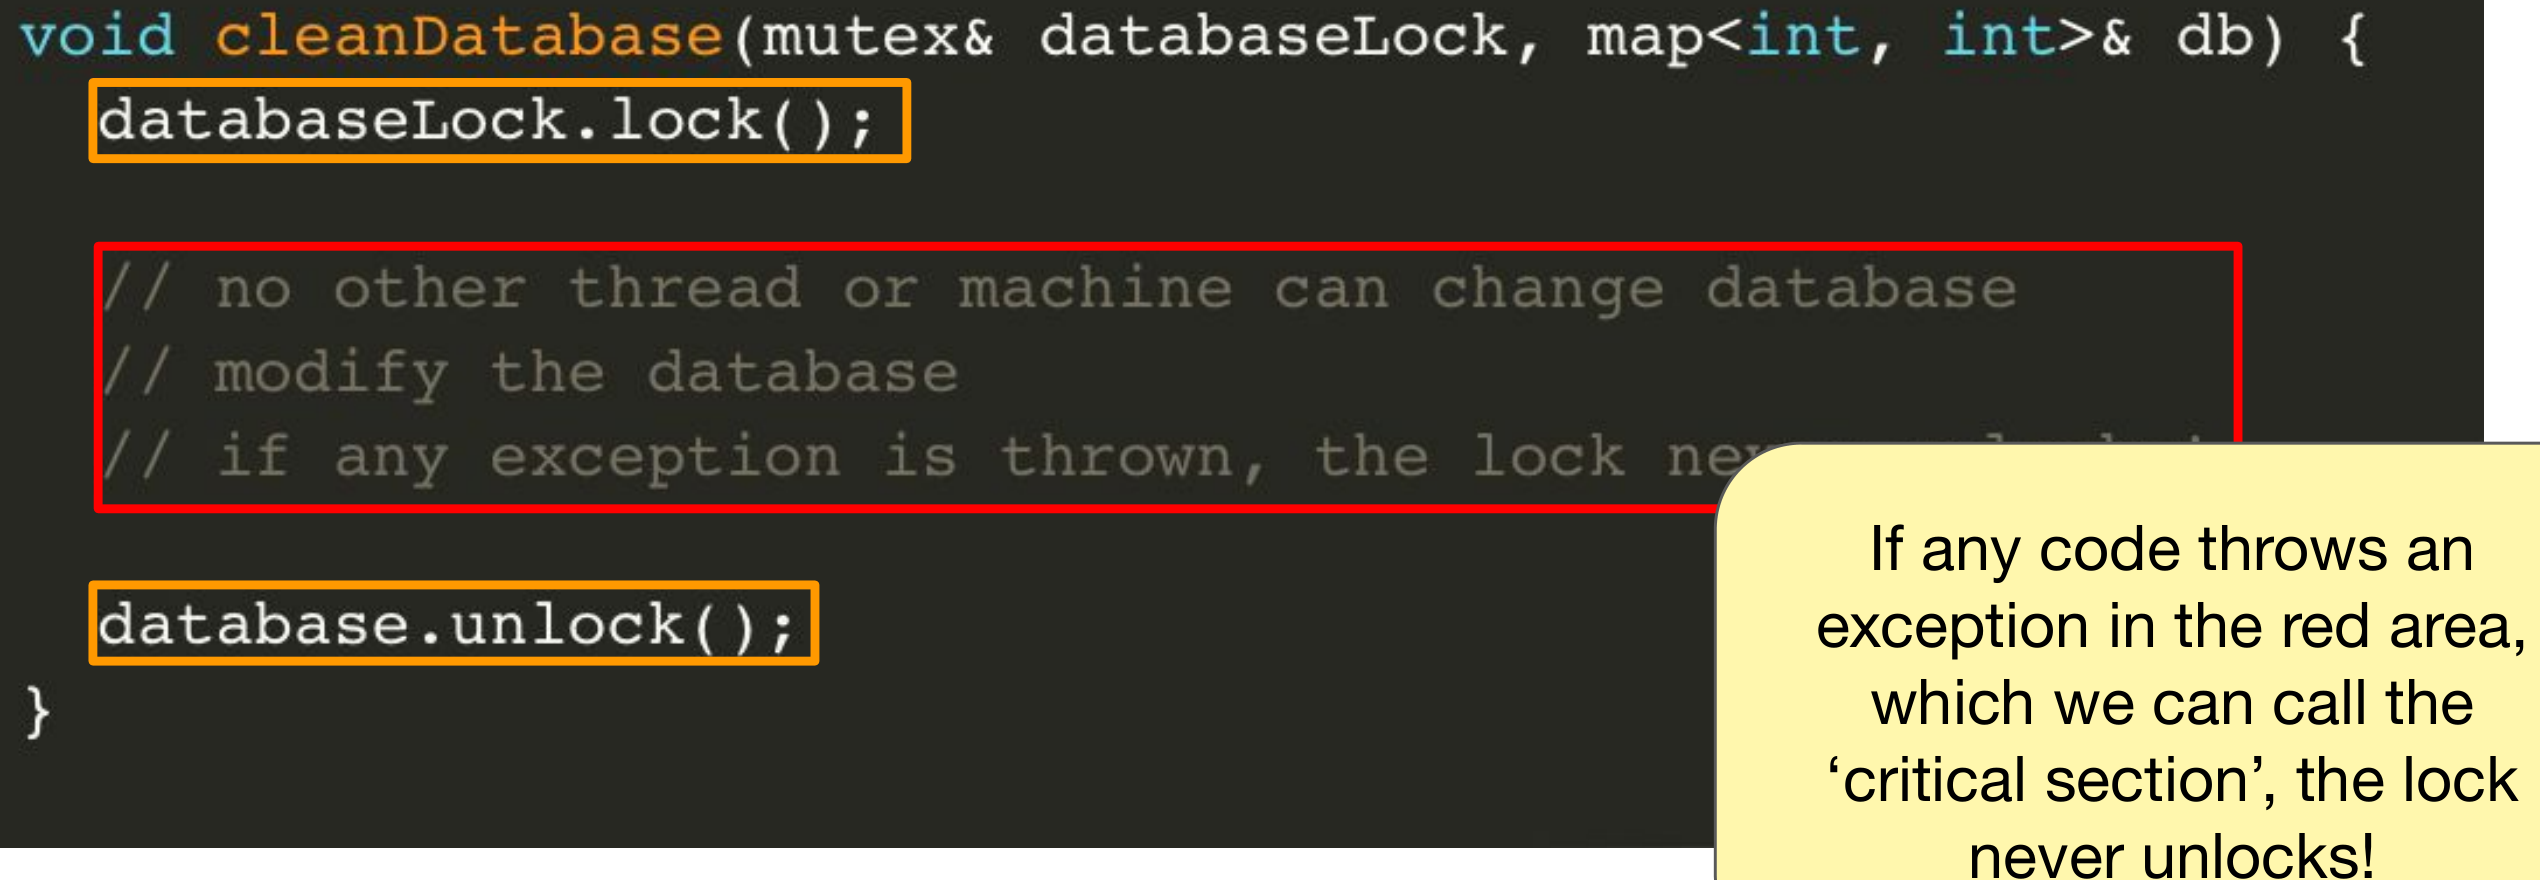 void cleanDatabase(mutex& databaseLock, map<int, int>& db) {
databaseLock.lock();
// no other thread or machine can change database
// modify the database
// if any exception is thrown, the lock
database.unlock();
}
If any code throws an
exception in the red area,
which we can call the
‘critical section’, the lock
never unlocks!